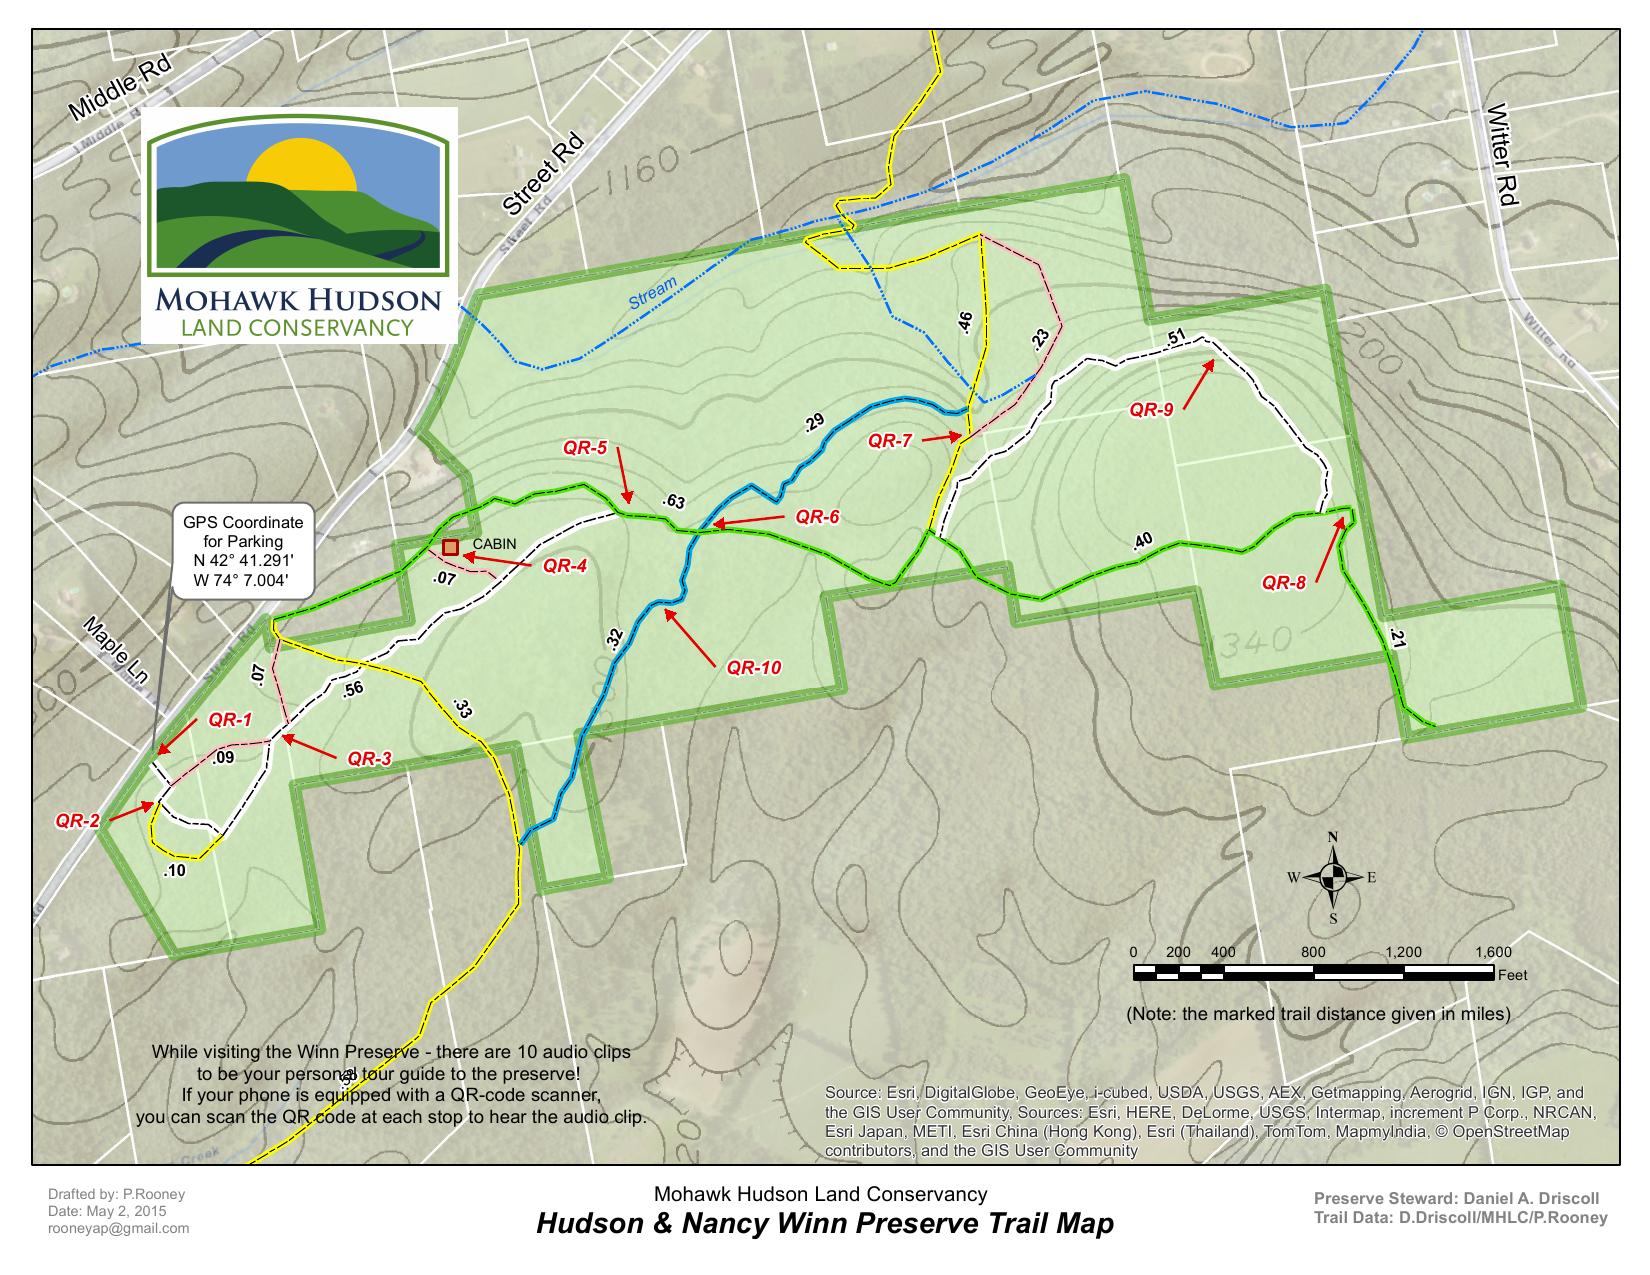 Middle Rd
Middle Rd
MOHAWK HUDSON
LAND CONSERVANCY
Street Rd
Street Rd
1160
Stream
Witter Rd
Witter Rd
1200
.46
.23
.51
QR-9
.29
QR-7
QR-5
.63
QR-6
GPS Coordinate
for Parking
N 42° 41.291'
W 74° 7.004'
CABIN
QR-4
.07
.40
QR-8
Maple Ln
Street Rd
.32
QR-10
1340
.21
.07
.56
.33
QR-1
.09
QR-3
QR-2
.10
N
W E
S
0 200 400 800 1,200 1,600
Feet
(Note: the marked trail distance given in miles)
While visiting the Winn Preserve - there are 10 audio clips
to be your personal tour guide to the preserve!
If your phone is equipped with a QR-code scanner,
you can scan the QR code at each stop to hear the audio clip.
Creek
20
Source: Esri, DigitalGlobe, GeoEye, i-cubed, USDA, USGS, AEX, Getmapping, Aerogrid, IGN, IGP, and
the GIS User Community, Sources: Esri, HERE, DeLorme, USGS, Intermap, increment P Corp., NRCAN,
Esri Japan, METI, Esri China (Hong Kong), Esri (Thailand), TomTom, MapmyIndia, © OpenStreetMap
contributors, and the GIS User Community
Drafted by: P.Rooney
Date: May 2, 2015
rooneyap@gmail.com
Mohawk Hudson Land Conservancy
Hudson & Nancy Winn Preserve Trail Map
Preserve Steward: Daniel A. Driscoll
Trail Data: D.Driscoll/MHLC/P.Rooney